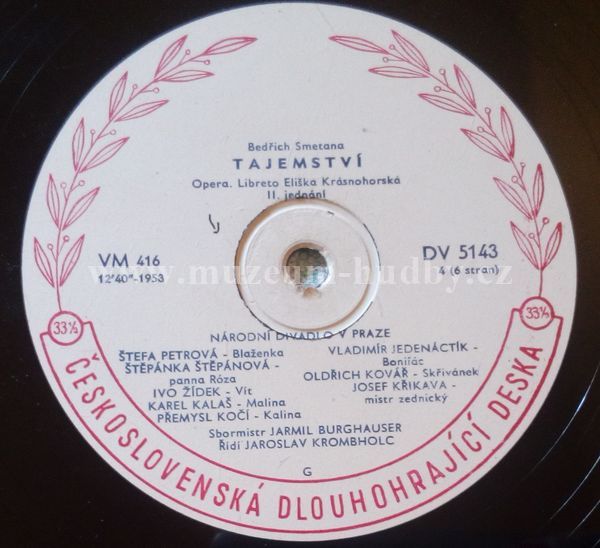 Bedřich Smetana
TAJEMSTVÍ
Opera. Libreto Eliška Krásnohorská
II. jednání
VM 416
12'40"-1953
DV 5143
4 (6 stran)
www.muzeum-hudby.cz
33⅓
33⅓
NÁRODNÍ DIVADLO V PRAZE
ŠTEFA PETROVÁ - Blaženka
ŠTĚPÁNKA ŠTĚPÁNOVÁ -
panna Róza
IVO ŽÍDEK - Vít
KAREL KALAŠ - Malina
PŘEMYSL KOČÍ - Kalina
VLADIMÍR JEDENÁCTÍK -
Bonifác
OLDŘICH KOVÁŘ - Skřivánek
JOSEF KŘIKAVA -
mistr zednický
Sbormistr JARMIL BURGHAUSER
Řídí JAROSLAV KROMBHOLC
G
ČESKOSLOVENSKÁ DLOUHOHRAJÍCÍ DESKA